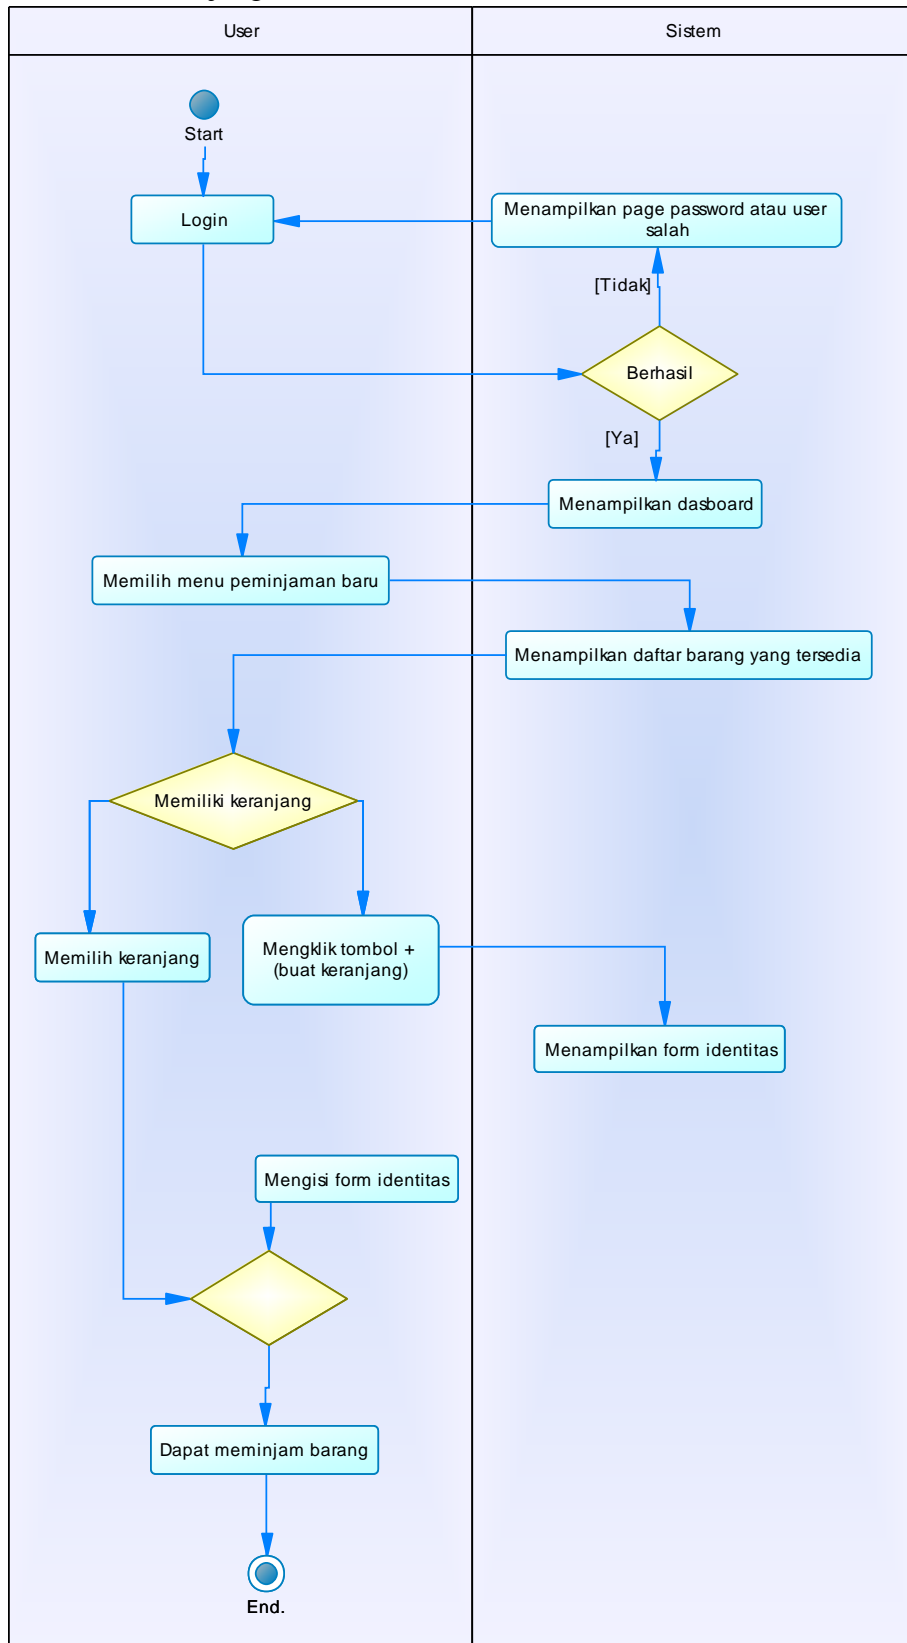 User
Sistem
Start
Login
Menampilkan page password atau user
salah
[Tidak]
Berhasil
[Ya]
Menampilkan dasboard
Memilih menu peminjaman baru
Menampilkan daftar barang yang tersedia
Memiliki keranjang
Memilih keranjang
Mengklik tombol +
(buat keranjang)
Menampilkan form identitas
Mengisi form identitas
Dapat meminjam barang
End.